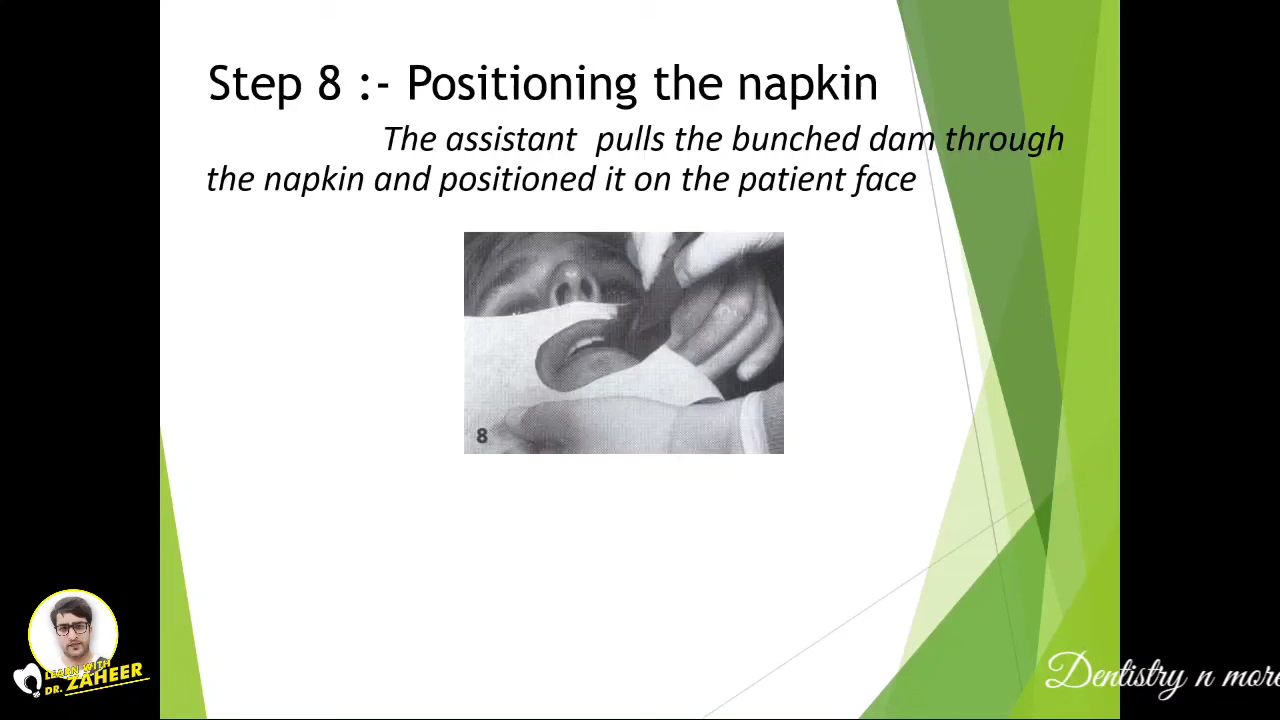 Step 8 :- Positioning the napkin
The assistant pulls the bunched dam through
the napkin and positioned it on the patient face
8
LEARN WITH
DR. ZAHEER
Dentistry n more